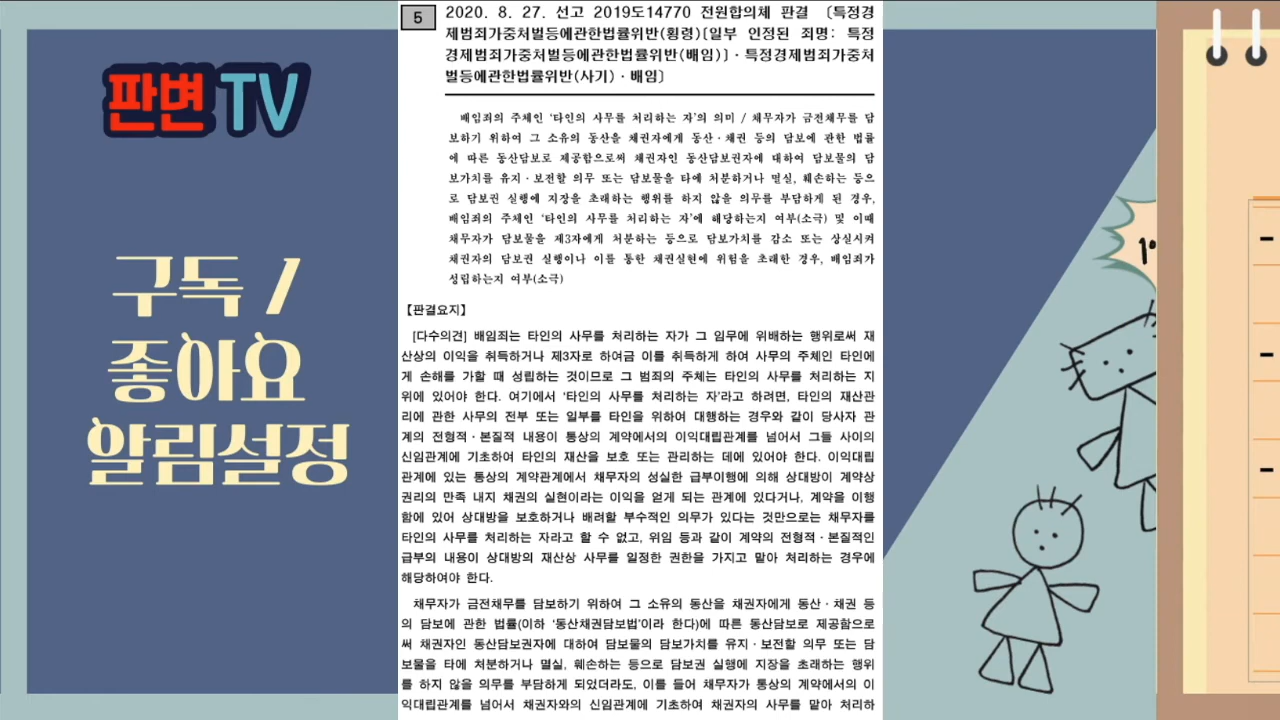 판변 TV
구독 /
좋아요
알림설정
5
2020. 8. 27. 선고 2019도14770 전원합의체 판결 〔특정경
제범죄가중처벌등에관한법률위반(횡령)〔일부 인정된 죄명: 특정
경제범죄가중처벌등에관한법률위반(배임)〕·특정경제범죄가중처
벌등에관한법률위반(사기)·배임〕
배임죄의 주체인 ‘타인의 사무를 처리하는 자’의 의미 / 채무자가 금전채무를 담
보하기 위하여 그 소유의 동산을 채권자에게 동산·채권 등의 담보에 관한 법률
에 따른 동산담보로 제공함으로써 채권자인 동산담보권자에 대하여 담보물의 담
보가치를 유지·보전할 의무 또는 담보물을 타에 처분하거나 멸실, 훼손하는 등으
로 담보권 실행에 지장을 초래하는 행위를 하지 않을 의무를 부담하게 된 경우,
배임죄의 주체인 ‘타인의 사무를 처리하는 자’에 해당하는지 여부(소극) 및 이때
채무자가 담보물을 제3자에게 처분하는 등으로 담보가치를 감소 또는 상실시켜
채권자의 담보권 실행이나 이를 통한 채권실현에 위험을 초래한 경우, 배임죄가
성립하는지 여부(소극)
【판결요지】
[다수의견] 배임죄는 타인의 사무를 처리하는 자가 그 임무에 위배하는 행위로써 재
산상의 이익을 취득하거나 제3자로 하여금 이를 취득하게 하여 사무의 주체인 타인에
게 손해를 가할 때 성립하는 것이므로 그 범죄의 주체는 타인의 사무를 처리하는 지
위에 있어야 한다. 여기에서 ‘타인의 사무를 처리하는 자’라고 하려면, 타인의 재산관
리에 관한 사무의 전부 또는 일부를 타인을 위하여 대행하는 경우와 같이 당사자 관
계의 전형적·본질적 내용이 통상의 계약에서의 이익대립관계를 넘어서 그들 사이의
신임관계에 기초하여 타인의 재산을 보호 또는 관리하는 데에 있어야 한다. 이익대립
관계에 있는 통상의 계약관계에서 채무자의 성실한 급부이행에 의해 상대방이 계약상
권리의 만족 내지 채권의 실현이라는 이익을 얻게 되는 관계에 있다거나, 계약을 이행
함에 있어 상대방을 보호하거나 배려할 부수적인 의무가 있다는 것만으로는 채무자를
타인의 사무를 처리하는 자라고 할 수 없고, 위임 등과 같이 계약의 전형적·본질적인
급부의 내용이 상대방의 재산상 사무를 일정한 권한을 가지고 맡아 처리하는 경우에
해당하여야 한다.
채무자가 금전채무를 담보하기 위하여 그 소유의 동산을 채권자에게 동산·채권 등
의 담보에 관한 법률(이하 ‘동산채권담보법’이라 한다)에 따른 동산담보로 제공함으로
써 채권자인 동산담보권자에 대하여 담보물의 담보가치를 유지·보전할 의무 또는 담
보물을 타에 처분하거나 멸실, 훼손하는 등으로 담보권 실행에 지장을 초래하는 행위
를 하지 않을 의무를 부담하게 되었더라도, 이를 들어 채무자가 통상의 계약에서의 이
익대립관계를 넘어서 채권자와의 신임관계에 기초하여 채권자의 사무를 맡아 처리하